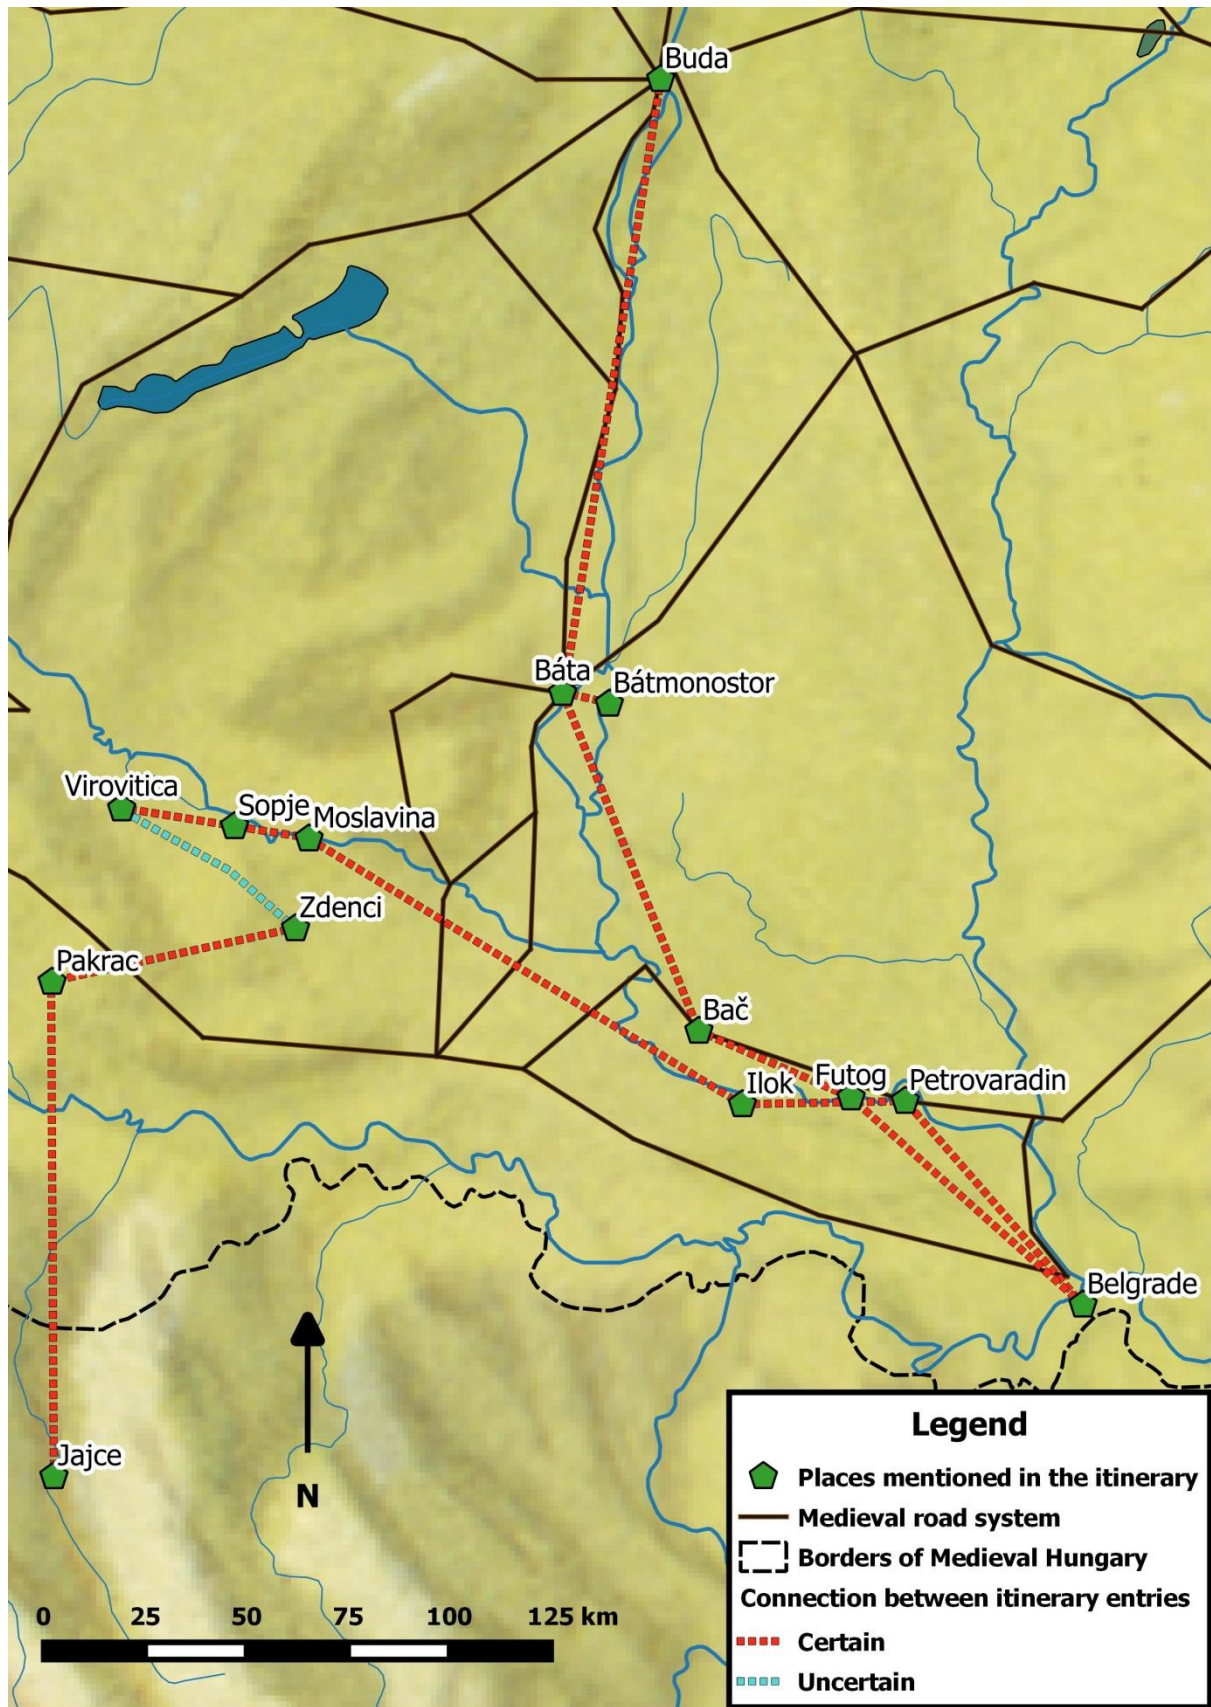 Buda
Báta
Bátmonostor
Virovitica
Sopje
Moslavina
Zdenci
Pakrac
Bač
Ilok
Futog
Petrovaradin
Belgrade
Jajce
N
0 25 50 75 100 125 km
Legend
Places mentioned in the itinerary
Medieval road system
Borders of Medieval Hungary
Connection between itinerary entries
Certain
Uncertain